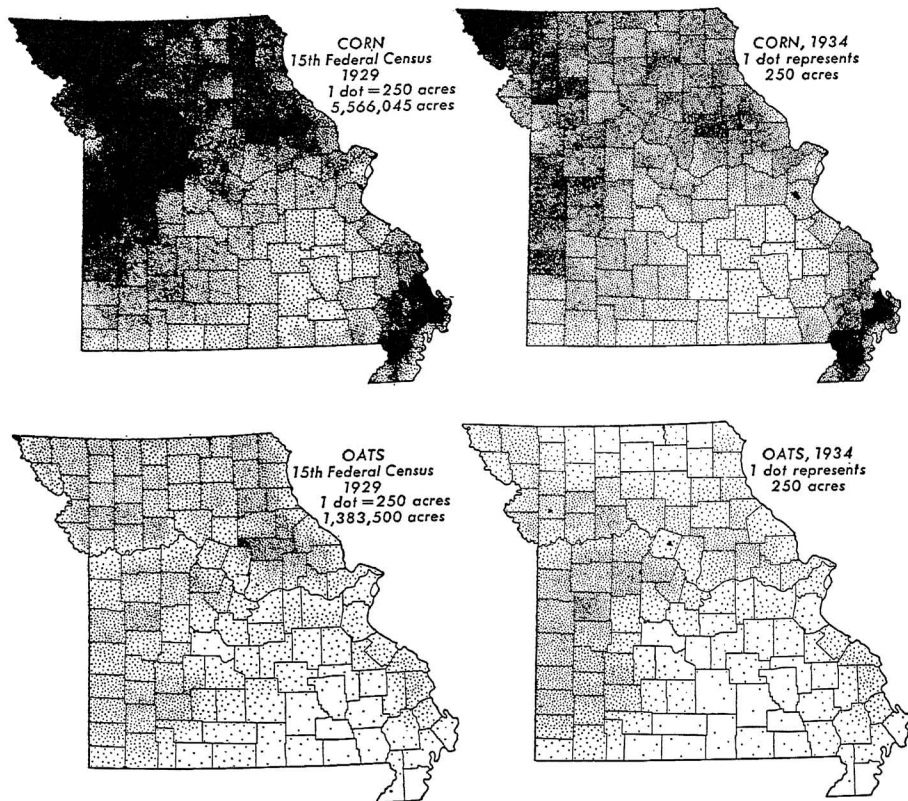 CORN
15th Federal Census
1929
1 dot = 250 acres
5,566,045 acres
CORN, 1934
1 dot represents
250 acres
OATS
15th Federal Census
1929
1 dot = 250 acres
1,383,500 acres
OATS, 1934
1 dot represents
250 acres